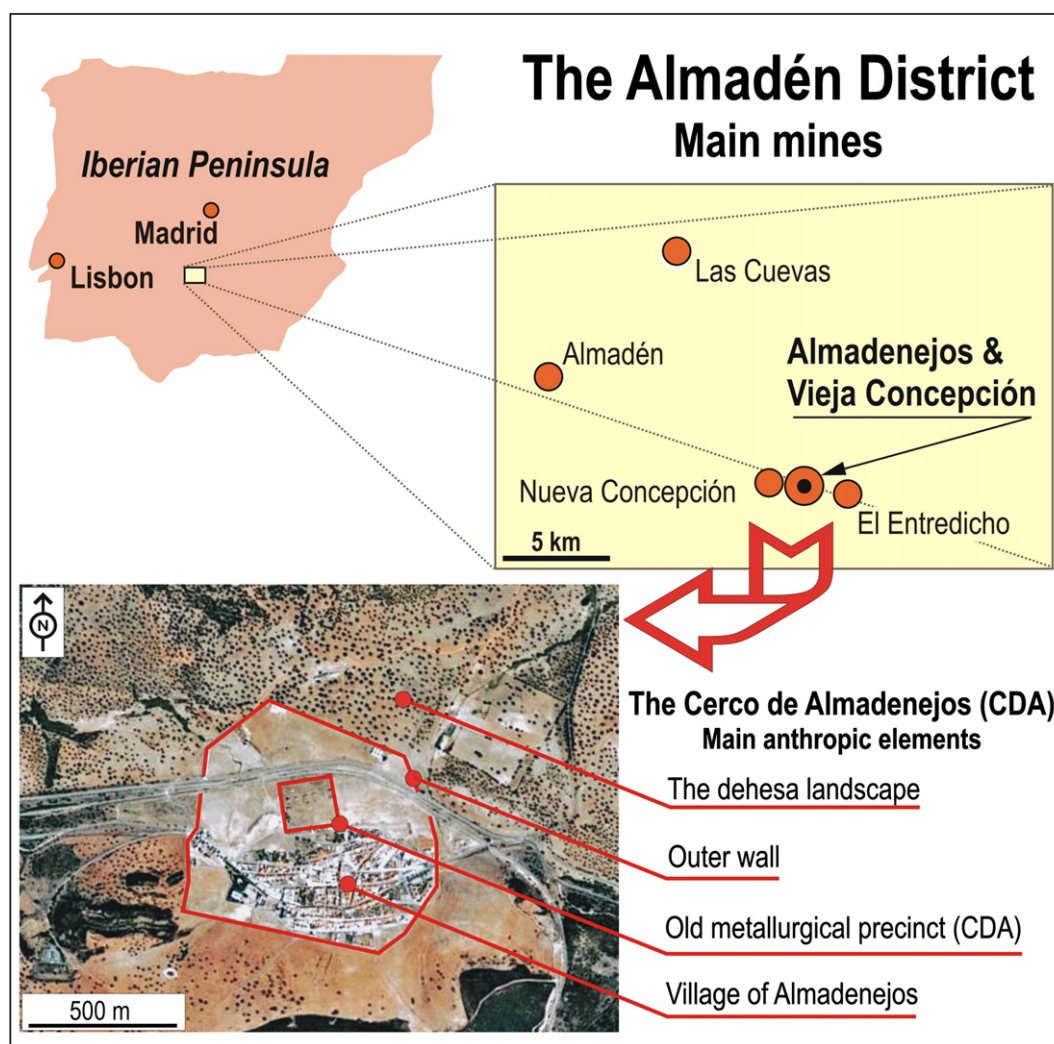 The Almadén District
Main mines
Iberian Peninsula
Madrid
Lisbon
Las Cuevas
Almadén
Almadenejos &
Vieja Concepción
Nueva Concepción
El Entredicho
5 km
N
The Cerco de Almadenejos (CDA)
Main anthropic elements
The dehesa landscape
Outer wall
Old metallurgical precinct (CDA)
Village of Almadenejos
500 m